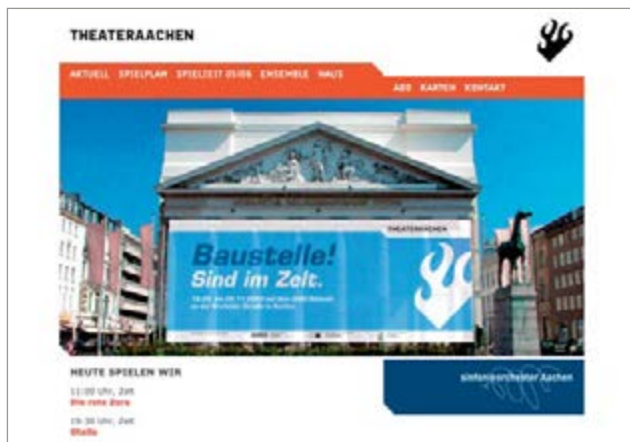 THEATERAACHEN
AKTUELL SPIELPLAN SPIELZEIT 05/06 ENSEMBLE HAUS
ABO KARTEN KONTAKT
THEATERAACHEN
Baustelle!
Sind im Zelt.
HEUTE SPIELEN WIR
sinfonieorchester Aachen
11:00 Uhr, Zelt
Die rote Zora
19:30 Uhr, Zelt